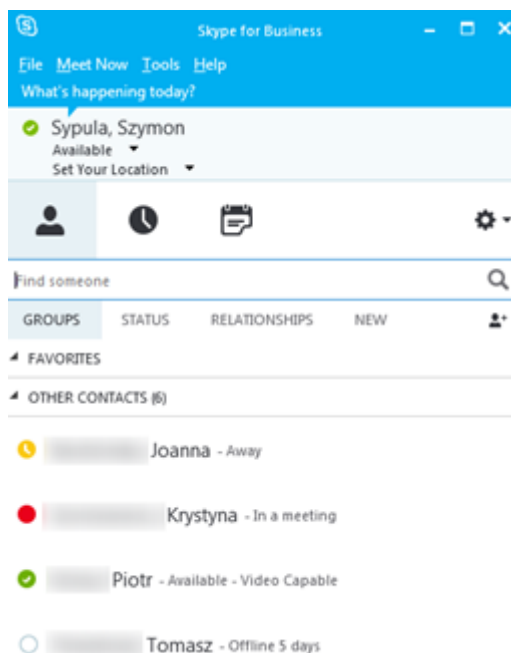 Skype for Business
File Meet Now Tools Help
What's happening today?
Sypula, Szymon
Available
Set Your Location
Find someone
GROUPS STATUS RELATIONSHIPS NEW
FAVORITES
OTHER CONTACTS (6)
Joanna - Away
Krystyna - In a meeting
Piotr - Available - Video Capable
Tomasz - Offline 5 days